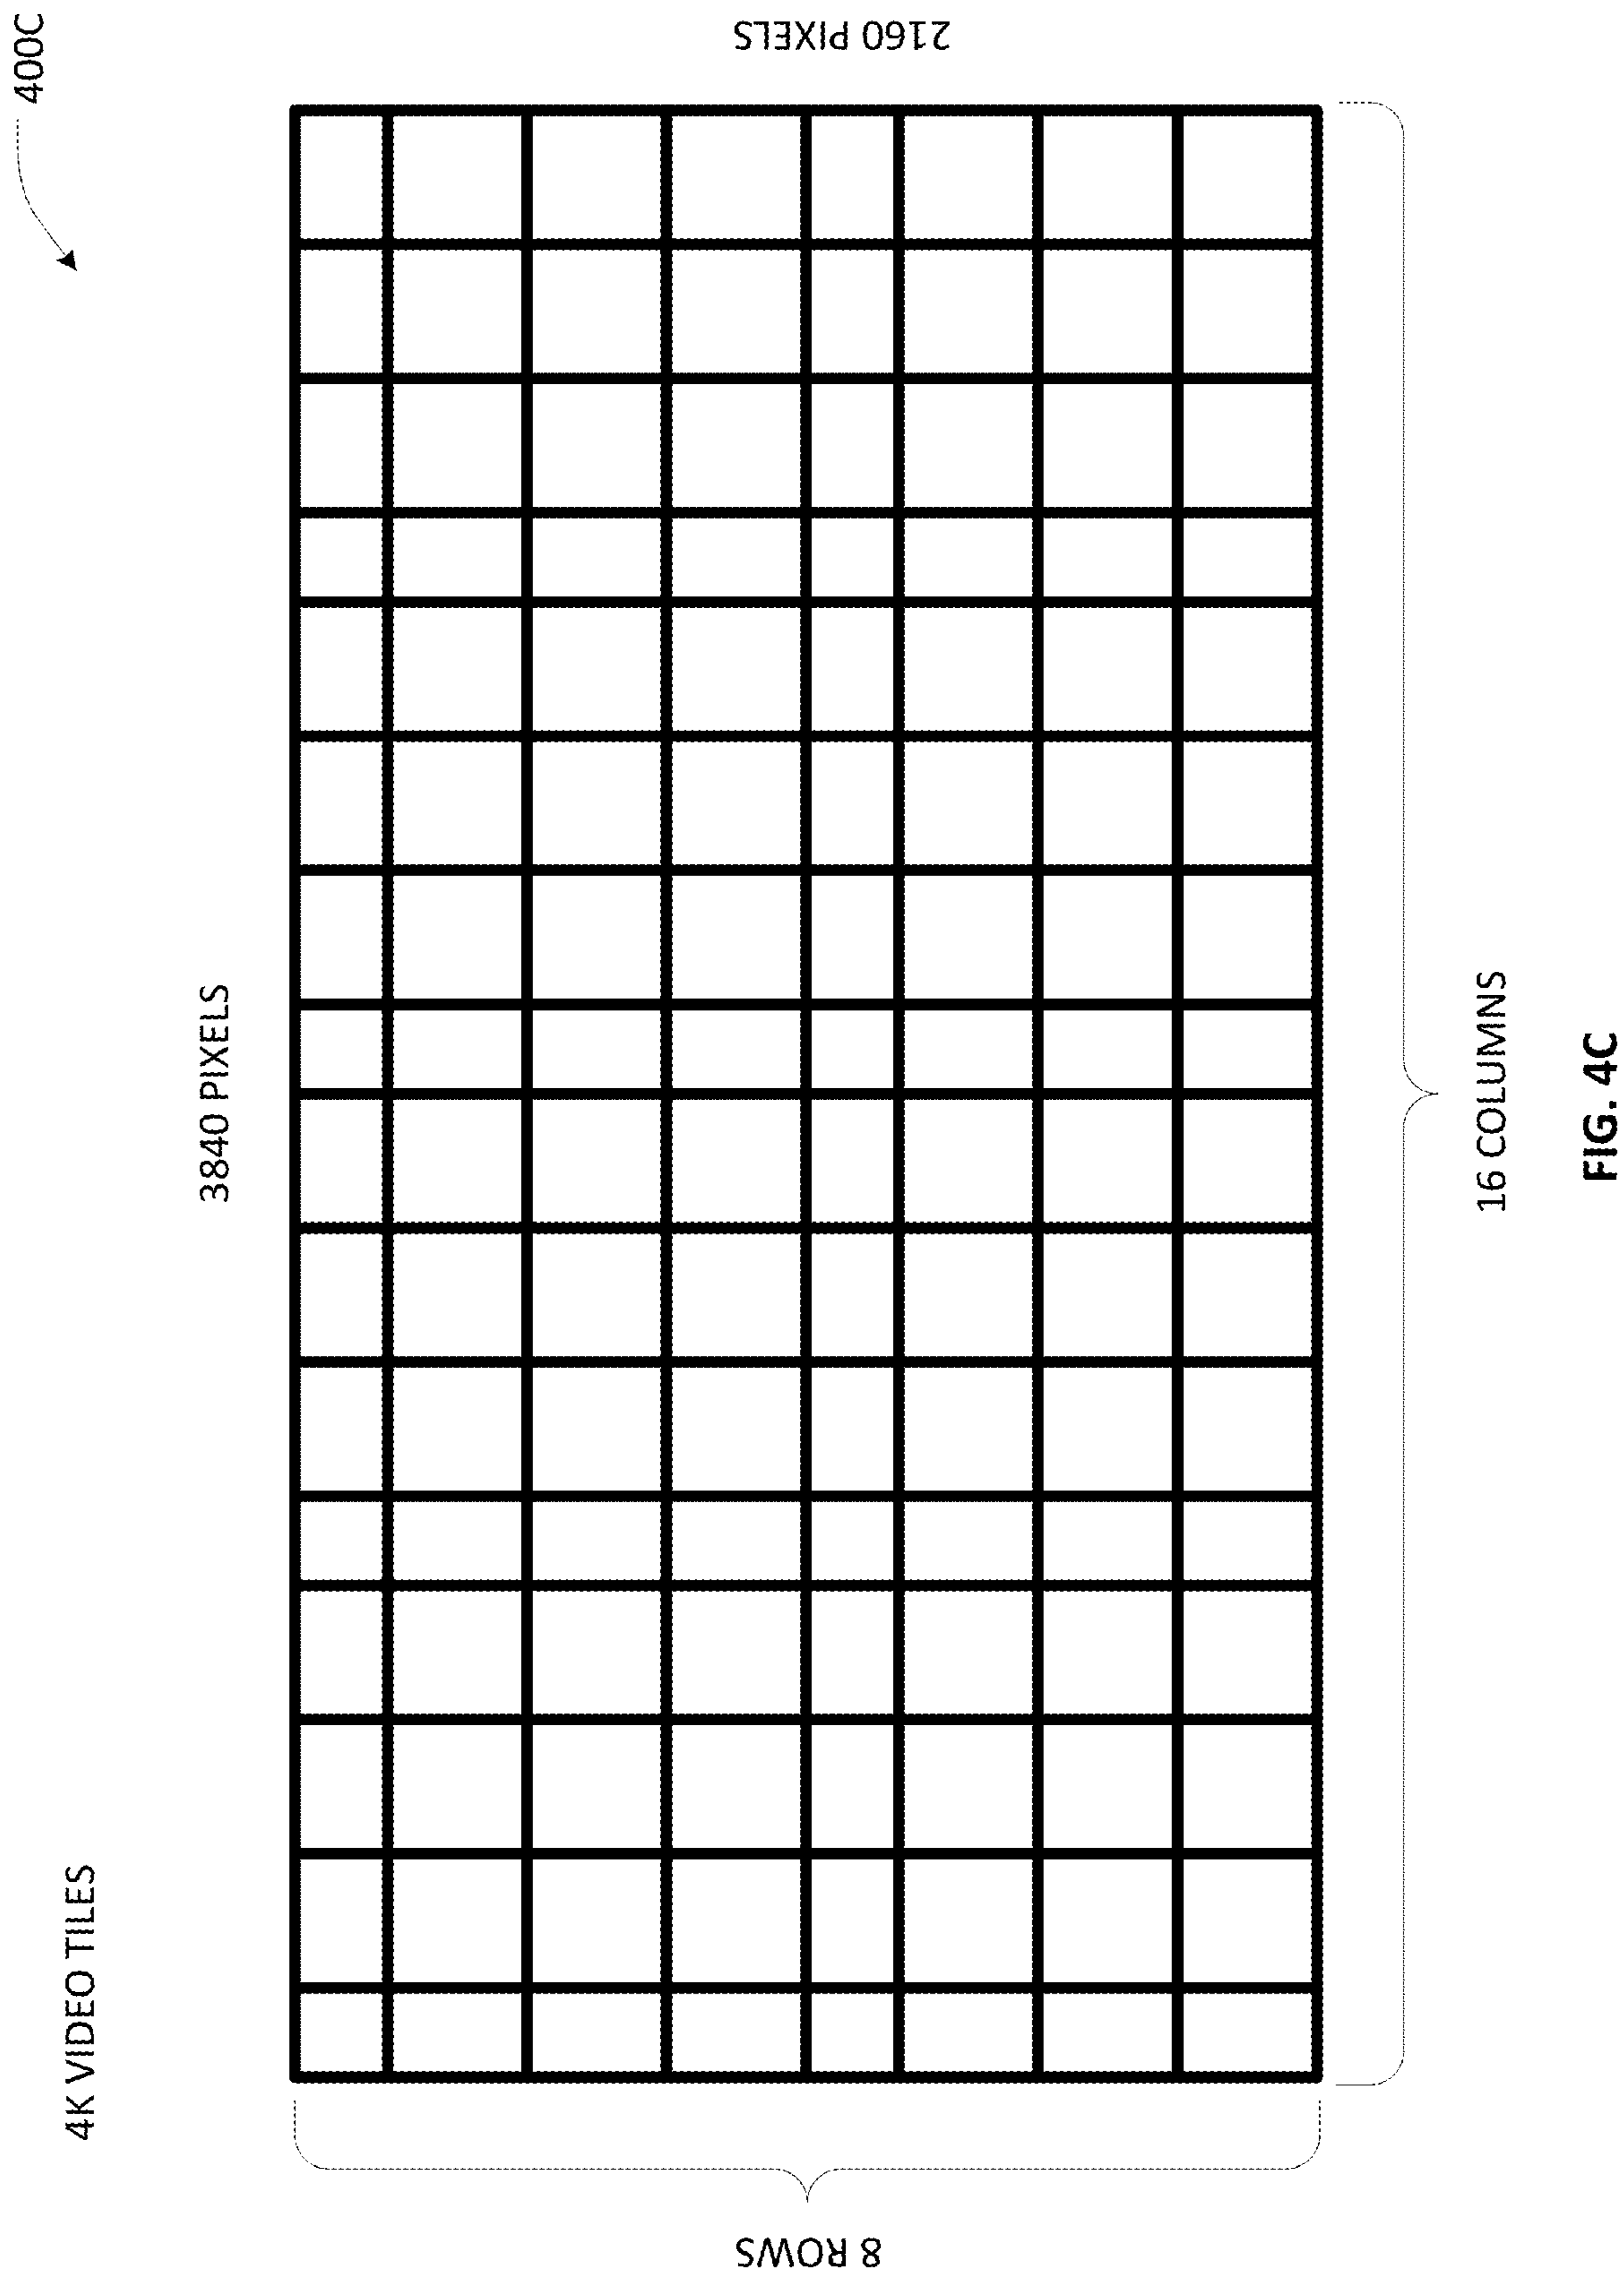 400C
4K VIDEO TILES
3840 PIXELS
2160 PIXELS
8 ROWS
16 COLUMNS
FIG. 4C